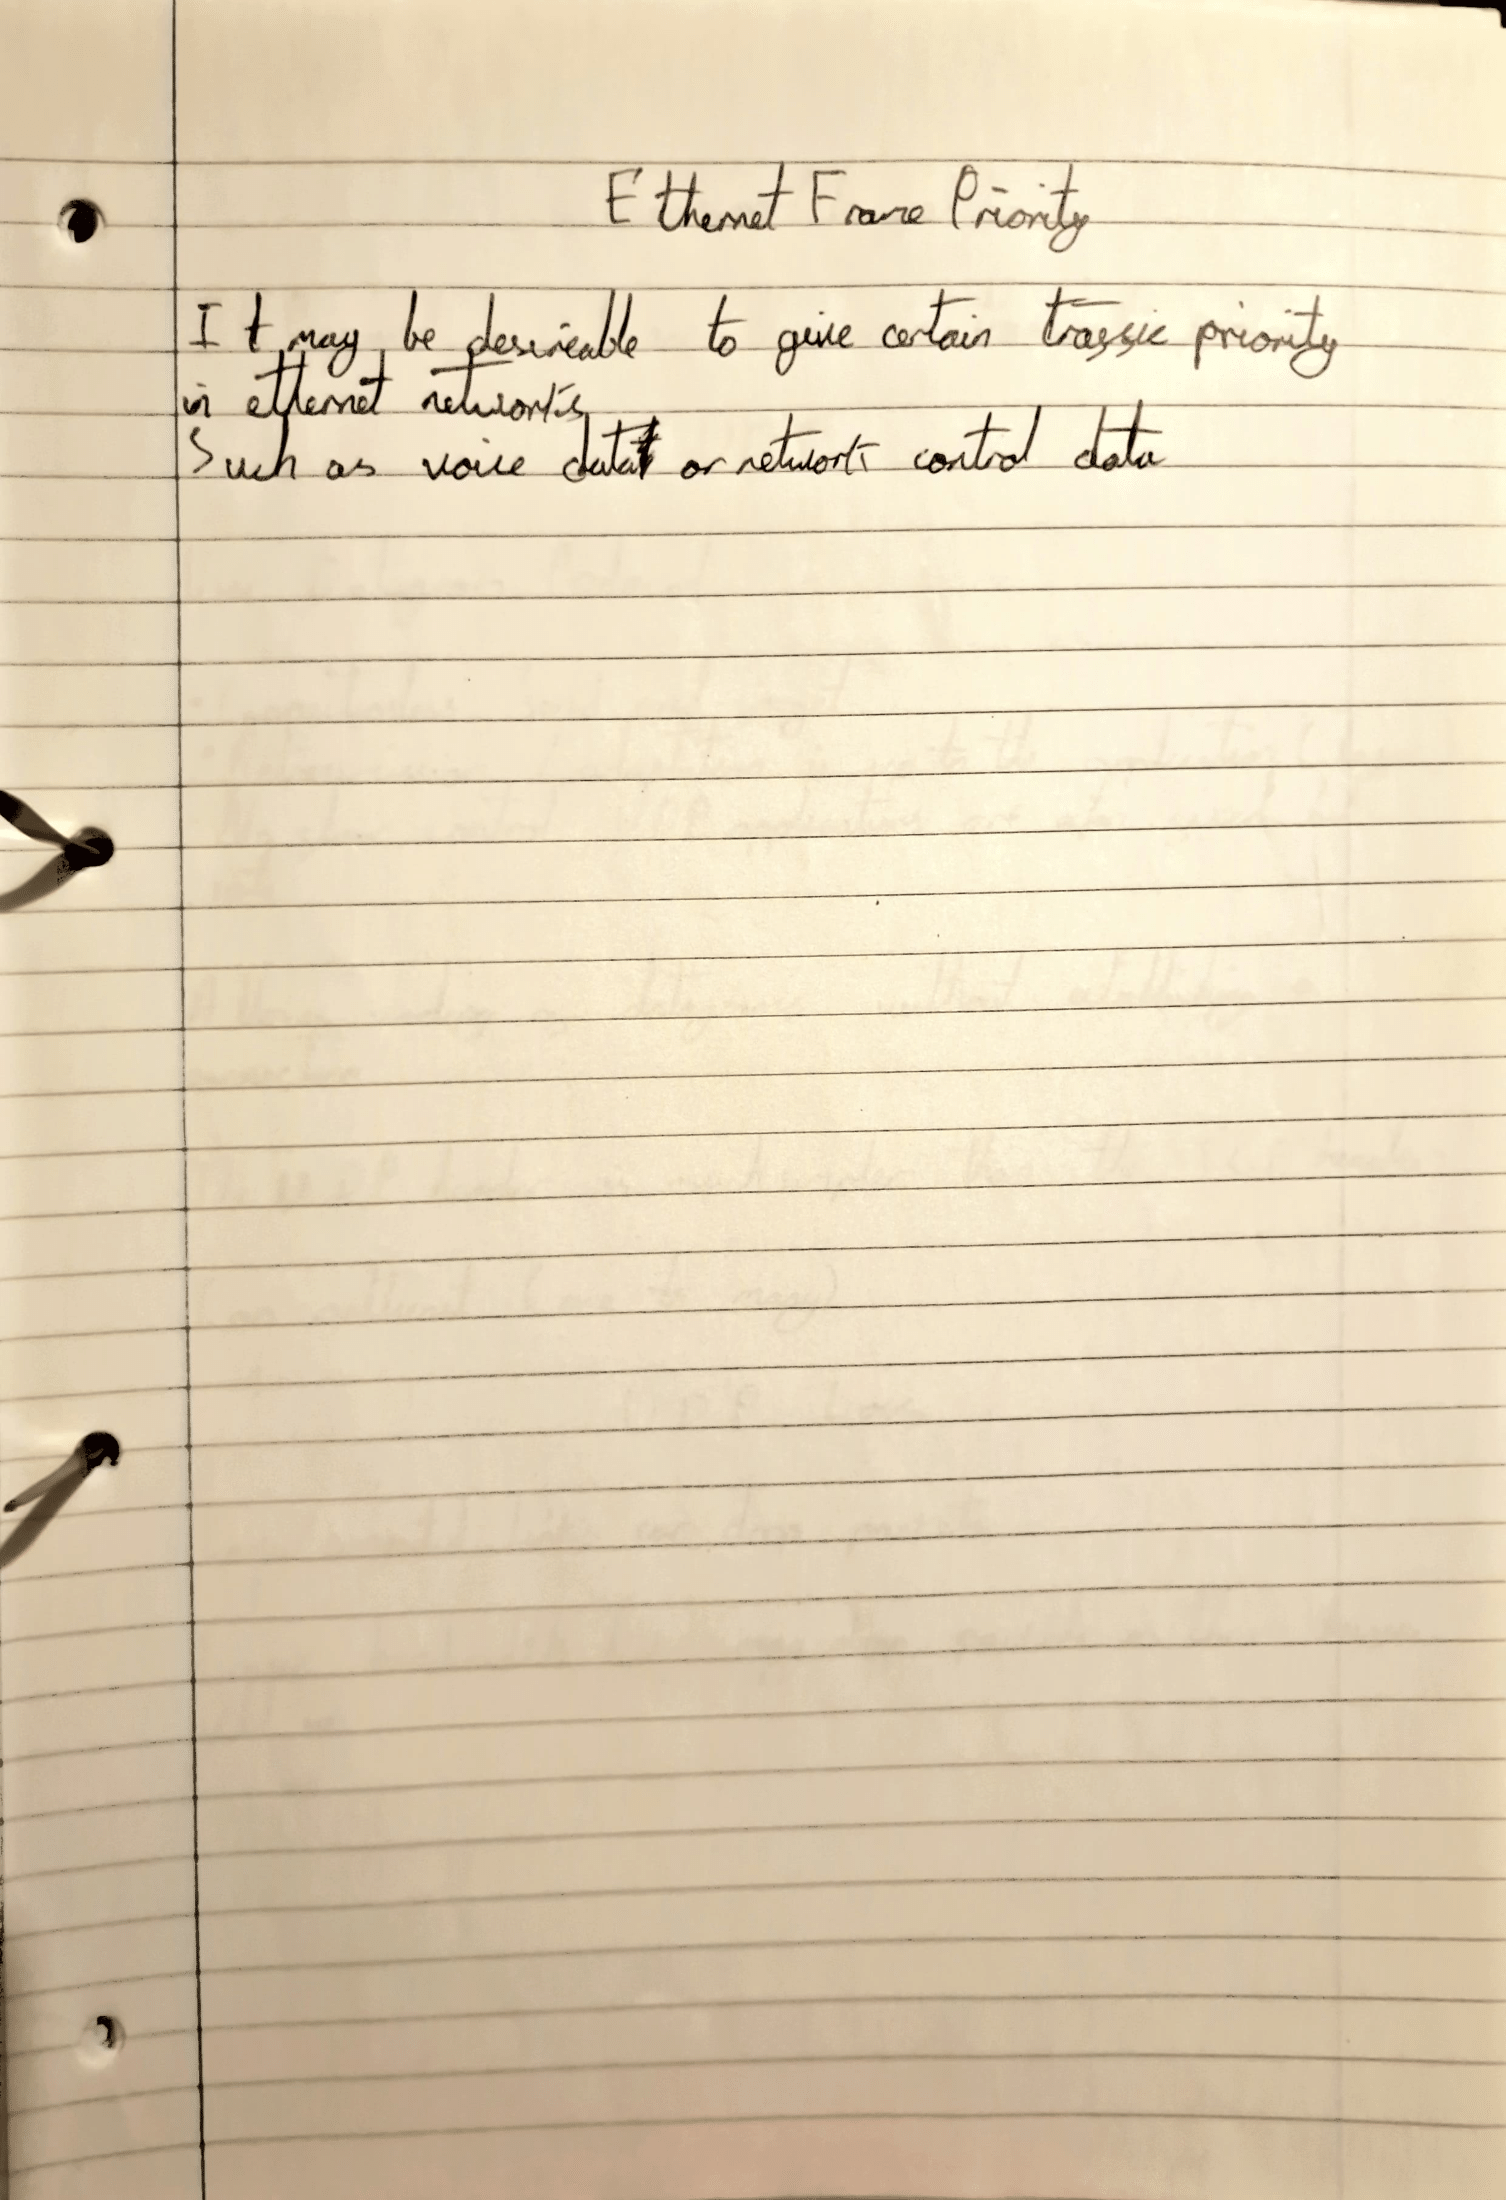 Ethernet Frame Priority
It may be desireable to give certain traffic priority
in ethernet networks
Such as voice data or network control data